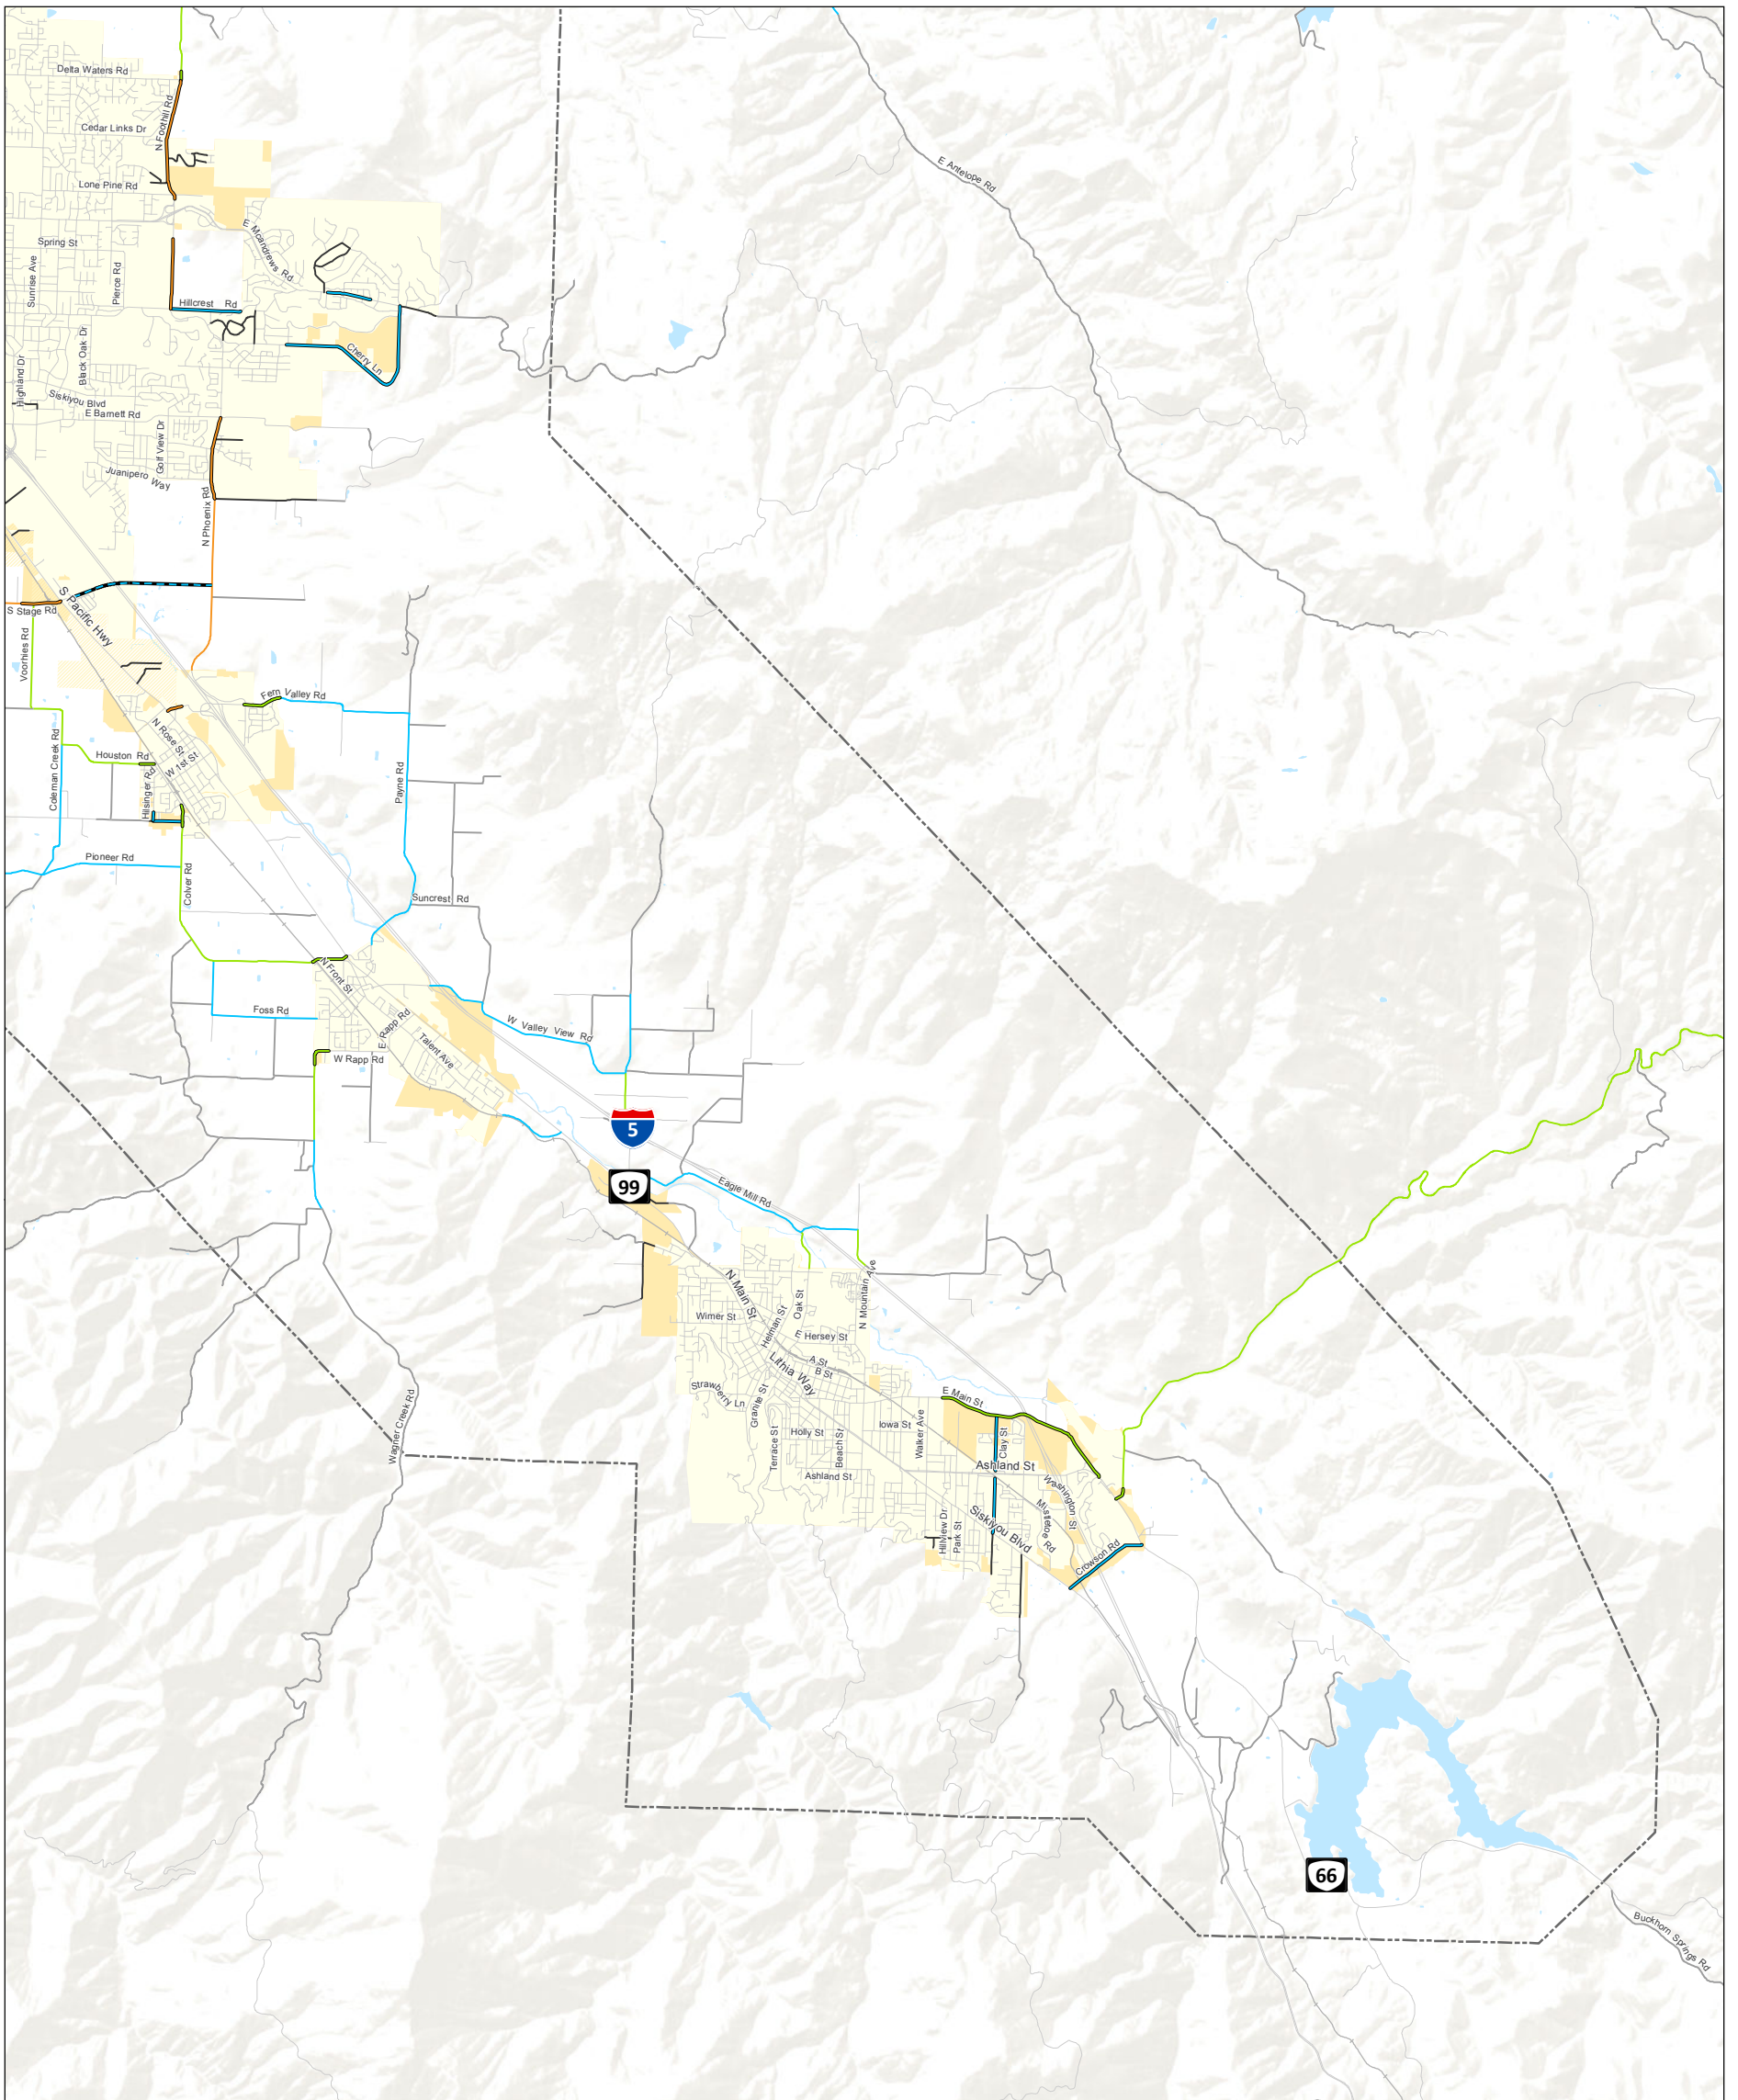 Delta Waters Rd
N Foothill Rd
Cedar Links Dr
Lone Pine Rd
E Antelope Rd
Spring St
E Mcandrews Rd
Sunrise Ave
Pierce Rd
Hillcrest Rd
Black Oak Dr
Cherry Ln
Highland Dr
Siskiyou Blvd
E Barnett Rd
Golf View Dr
Juanipero Way
N Phoenix Rd
S Stage Rd
S Pacific Hwy
Voorhies Rd
Fern Valley Rd
N Rose St
Coleman Creek Rd
Houston Rd
W 1st St
Hilsinger Rd
Payne Rd
Pioneer Rd
Colver Rd
Suncrest Rd
N Front St
Foss Rd
E Rapp Rd
W Valley View Rd
Talent Ave
W Rapp Rd
5
99
Eagle Mill Rd
N Mountain Ave
N Main St
Oak St
Wimer St
Helman St
E Hersey St
A St
B St
Lithia Way
Strawberry Ln
Granite St
E Main St
Wagner Creek Rd
Iowa St
Walker Ave
Holly St
Terrace St
Beach St
Clay St
Ashland St
Ashland St
Washington St
Mistletoe Rd
Siskiyou Blvd
Hillview Dr
Park St
Crowson Rd
66
Buckhorn Springs Rd